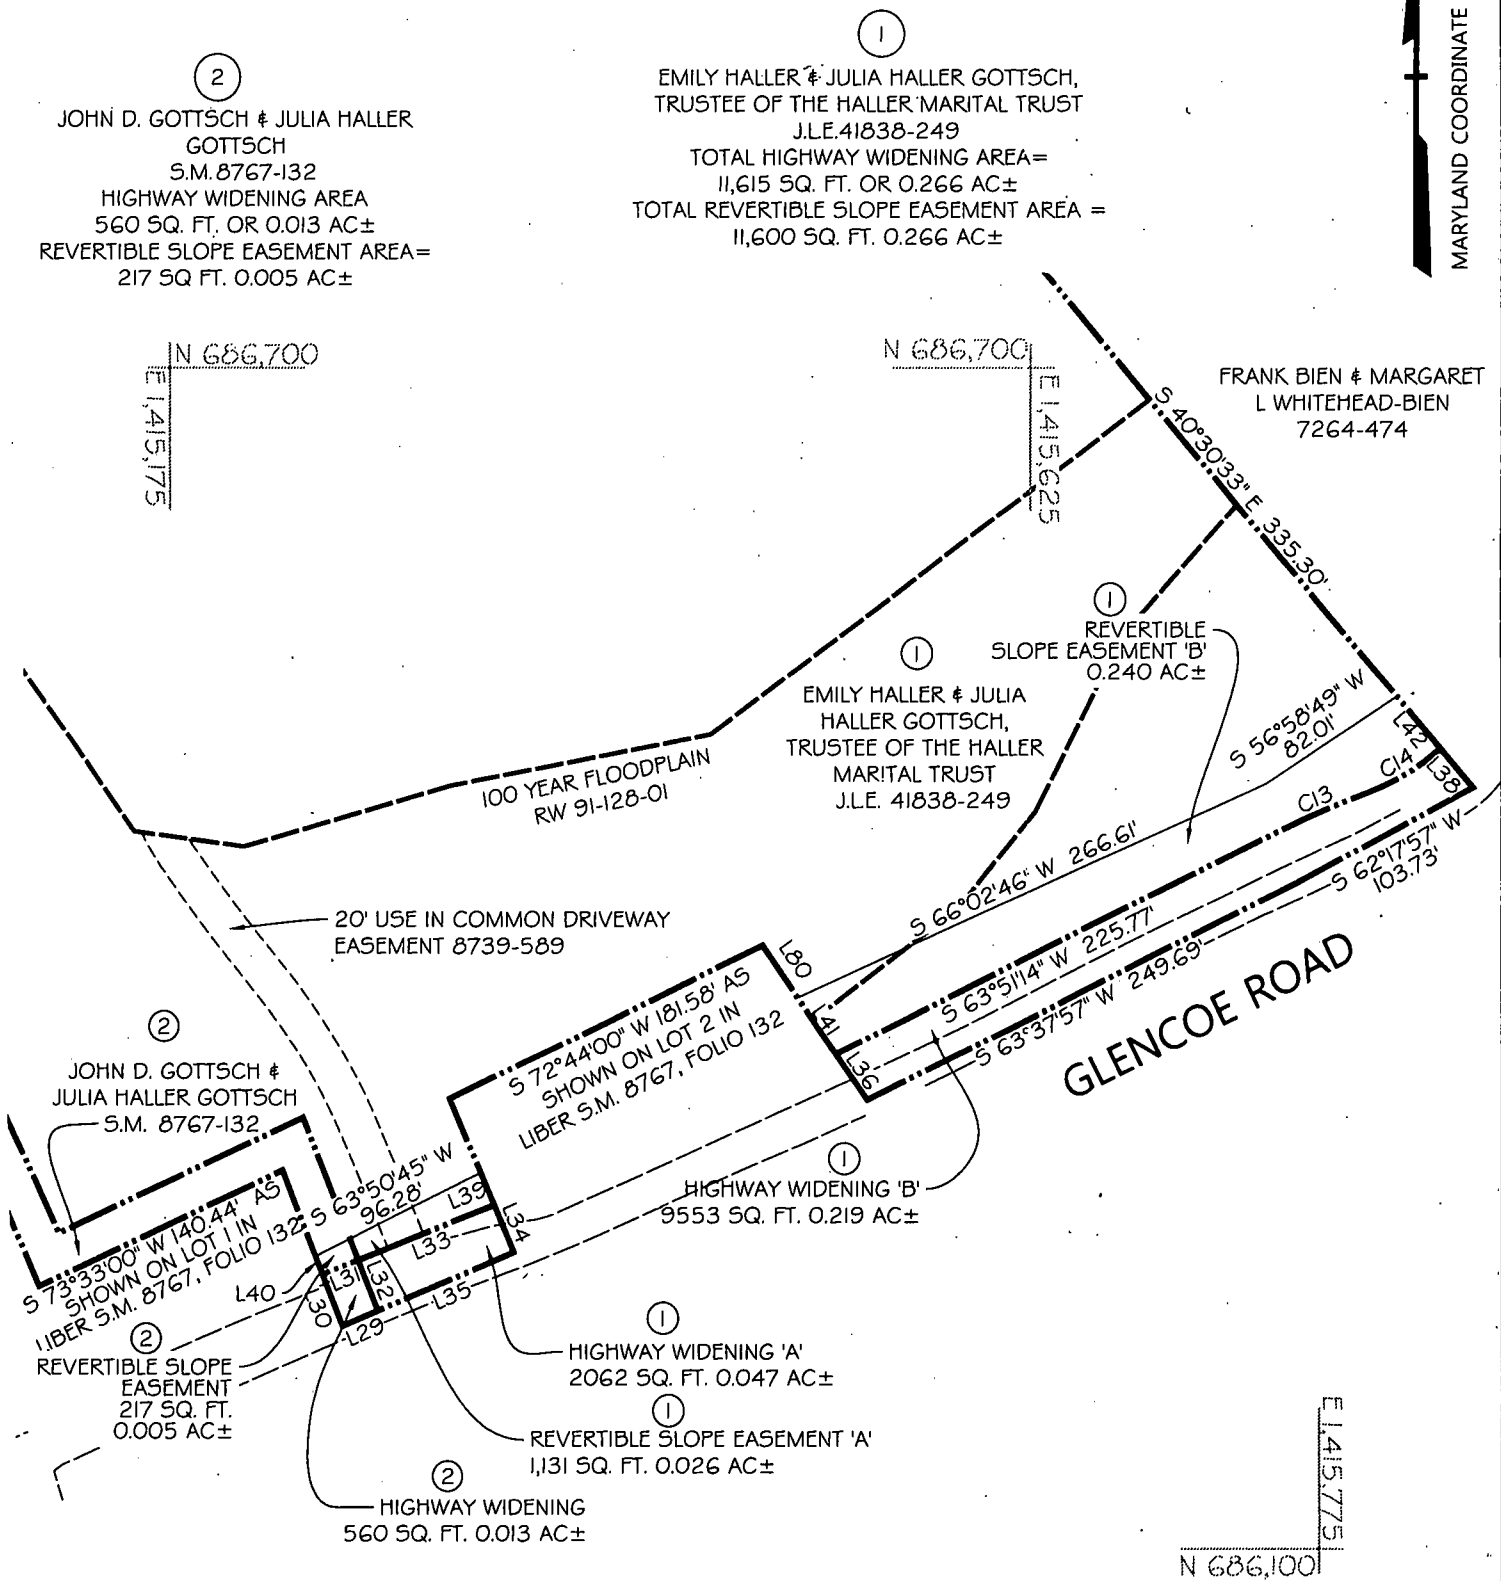 MARYLAND COORDINATE
2
JOHN D. GOTTSCH & JULIA HALLER
GOTTSCH
S.M. 8767-132
HIGHWAY WIDENING AREA
560 SQ. FT. OR 0.013 AC±
REVERTIBLE SLOPE EASEMENT AREA=
217 SQ FT. 0.005 AC±
1
EMILY HALLER & JULIA HALLER GOTTSCH,
TRUSTEE OF THE HALLER MARITAL TRUST
J.L.E.41838-249
TOTAL HIGHWAY WIDENING AREA=
11,615 SQ. FT. OR 0.266 AC±
TOTAL REVERTIBLE SLOPE EASEMENT AREA =
11,600 SQ. FT. 0.266 AC±
N 686,700
E 1,415,175
N 686,700
E 1,415,625
FRANK BIEN & MARGARET
L WHITEHEAD-BIEN
7264-474
S 40°30'33" E 335.30'
1
REVERTIBLE
SLOPE EASEMENT 'B'
0.240 AC±
1
EMILY HALLER & JULIA
HALLER GOTTSCH,
TRUSTEE OF THE HALLER
MARITAL TRUST
J.L.E. 41838-249
S 56°58'49" W
82.01'
L42
C14
L38
C13
100 YEAR FLOODPLAIN
RW 91-128-01
S 66°02'46" W 266.61'
S 62°17'57" W
103.73'
20' USE IN COMMON DRIVEWAY
EASEMENT 8739-589
L80
S 63°51'14" W 225.77'
S 63°37'57" W 249.69'
GLENCOE ROAD
L41
L36
S 72°44'00" W 181.58' AS
SHOWN ON LOT 2 IN
LIBER S.M. 8767, FOLIO 132
2
JOHN D. GOTTSCH &
JULIA HALLER GOTTSCH
S.M. 8767-132
S 63°50'45" W
96.28'
L39
L34
L33
1
HIGHWAY WIDENING 'B'
9553 SQ. FT. 0.219 AC±
S 73°33'00" W 140.44' AS
SHOWN ON LOT 1 IN
LIBER S.M. 8767, FOLIO 132
L40
L31
L32
L30
L35
L29
2
REVERTIBLE SLOPE
EASEMENT
217 SQ. FT.
0.005 AC±
1
HIGHWAY WIDENING 'A'
2062 SQ. FT. 0.047 AC±
1
REVERTIBLE SLOPE EASEMENT 'A'
1,131 SQ. FT. 0.026 AC±
2
HIGHWAY WIDENING
560 SQ. FT. 0.013 AC±
E 1,415,775
N 686,100